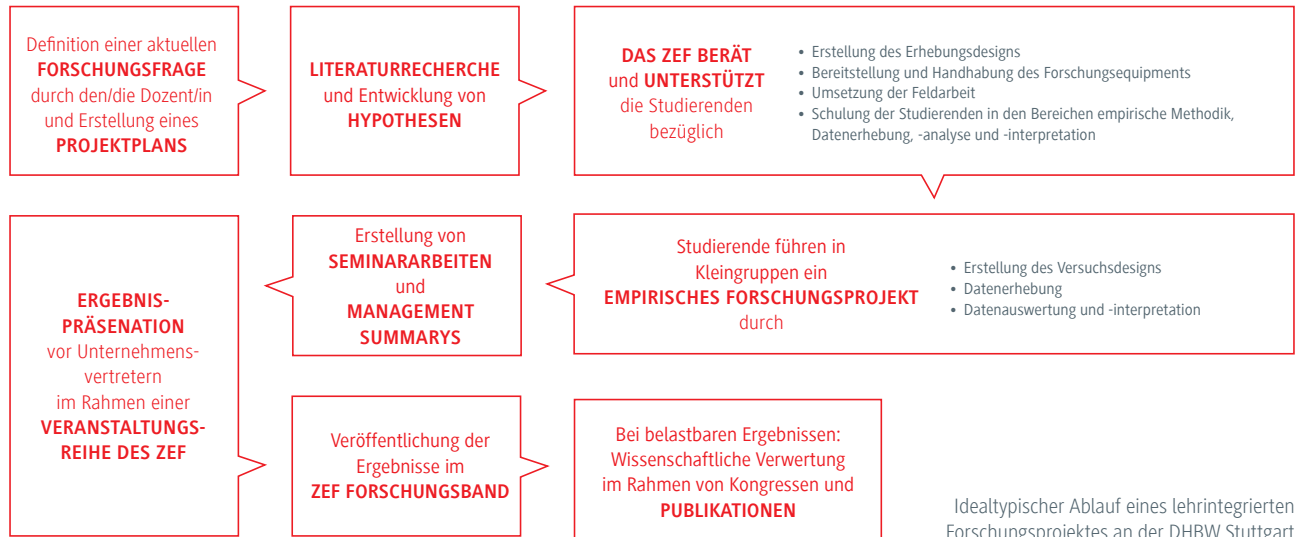 Definition einer aktuellen
FORSCHUNGSFRAGE
durch den/die Dozent/in
und Erstellung eines
PROJEKTPLANS
LITERATURRECHERCHE
und Entwicklung von
HYPOTHESEN
DAS ZEF BERÄT
und UNTERSTÜTZT
die Studierenden
bezüglich
• Erstellung des Erhebungsdesigns
• Bereitstellung und Handhabung des Forschungsequipments
• Umsetzung der Feldarbeit
• Schulung der Studierenden in den Bereichen empirische Methodik,
Datenerhebung, -analyse und -interpretation
Studierende führen in
Kleingruppen ein
EMPIRISCHES FORSCHUNGSPROJEKT
durch
• Erstellung des Versuchsdesigns
• Datenerhebung
• Datenauswertung und -interpretation
Erstellung von
SEMINARARBEITEN
und
MANAGEMENT
SUMMARYS
ERGEBNIS-
PRÄSENATION
vor Unternehmens-
vertretern
im Rahmen einer
VERANSTALTUNGS-
REIHE DES ZEF
Veröffentlichung der
Ergebnisse im
ZEF FORSCHUNGSBAND
Bei belastbaren Ergebnissen:
Wissenschaftliche Verwertung
im Rahmen von Kongressen und
PUBLIKATIONEN
Idealtypischer Ablauf eines lehrintegrierten
Forschungsprojektes an der DHBW Stuttgart